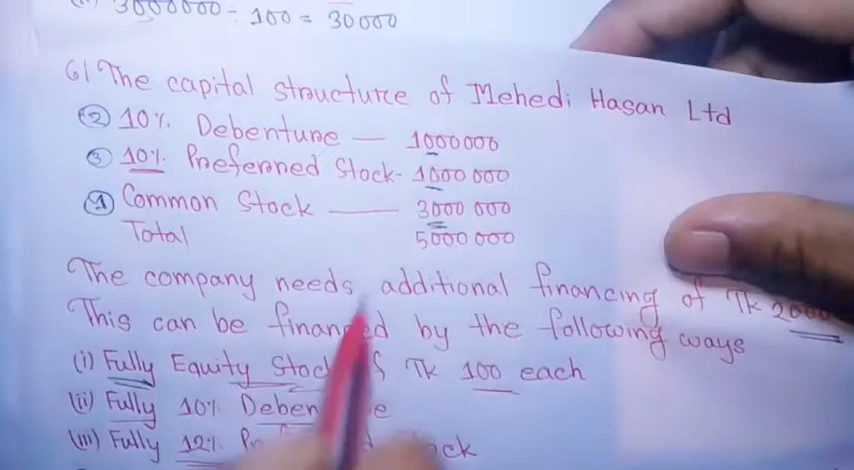 3000000 ÷ 100 = 30000
6| The capital structure of Mehedi Hasan Ltd
② 10% Debenture — 1000000
③ 10% Preferred Stock - 1000000
① Common Stock — 3000000
Total 5000000
The company needs additional financing of Tk
This can be financed by the following ways
(i) Fully Equity Stock Tk 100 each
(ii) Fully 10%
(iii) Fully 12%